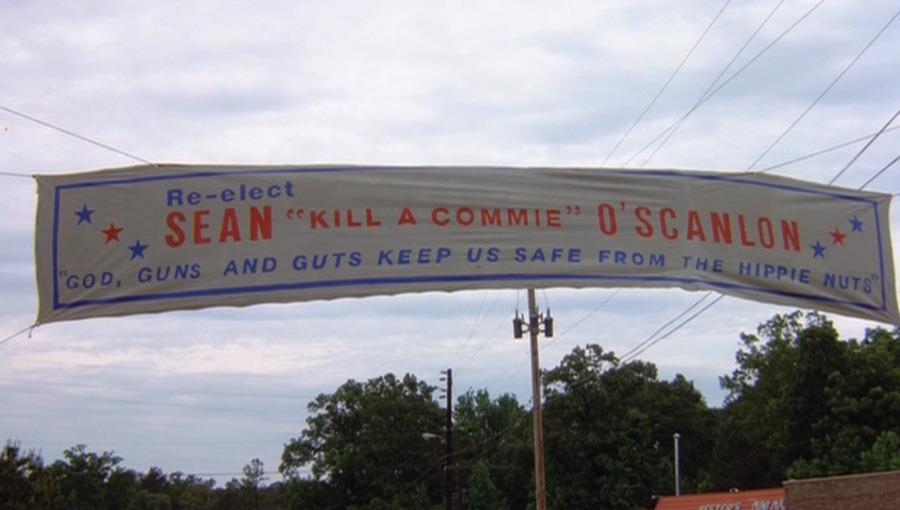 Re-elect
SEAN "KILL A COMMIE" O'SCANLON
"GOD, GUNS AND GUTS KEEP US SAFE FROM THE HIPPIE NUTS"